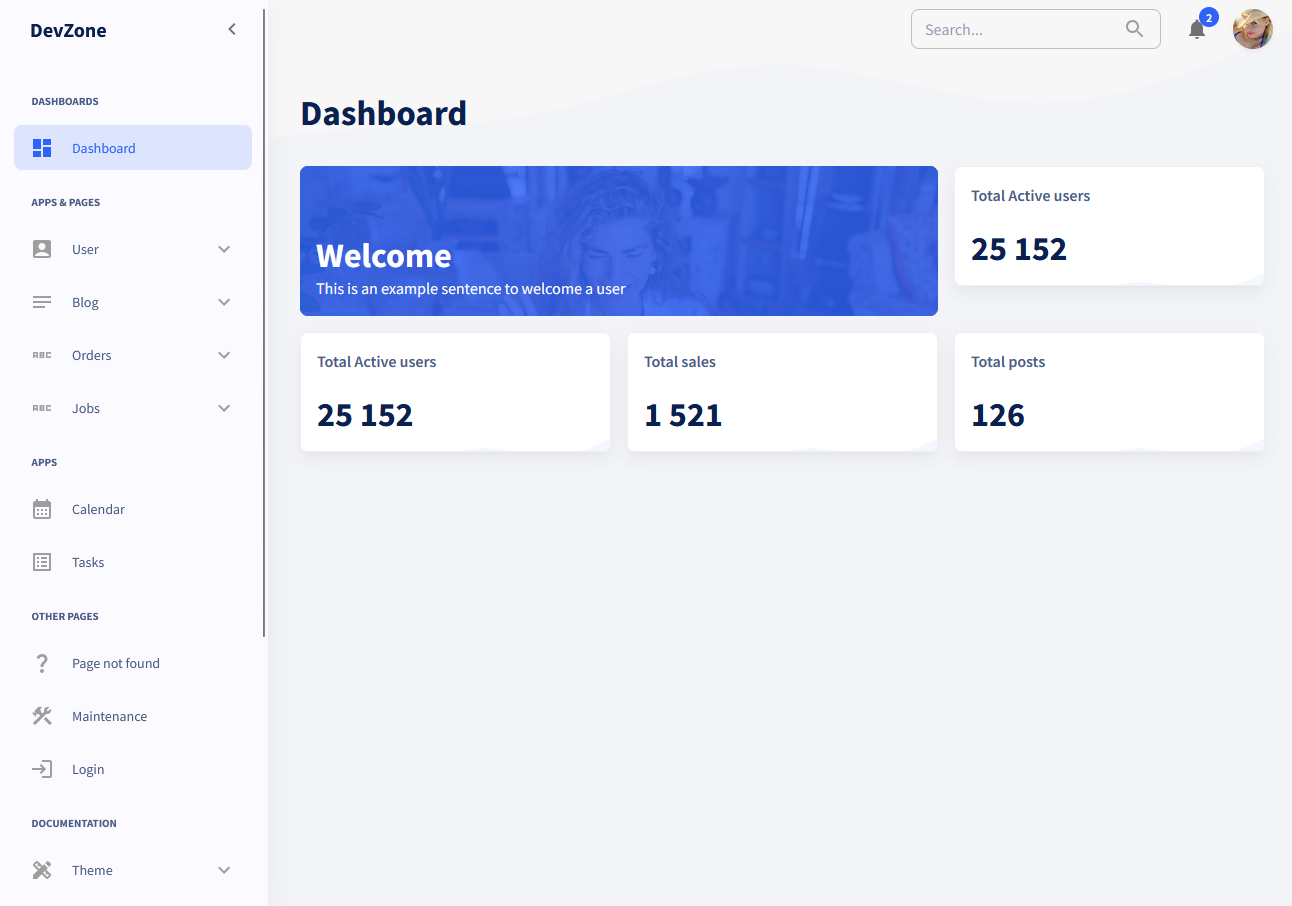 DevZone
Search...
2
DASHBOARDS
Dashboard
APPS & PAGES
User
Blog
ABC Orders
ABC Jobs
APPS
Calendar
Tasks
OTHER PAGES
Page not found
Maintenance
Login
DOCUMENTATION
Theme
Dashboard
Welcome
This is an example sentence to welcome a user
Total Active users
25 152
Total Active users
25 152
Total sales
1 521
Total posts
126